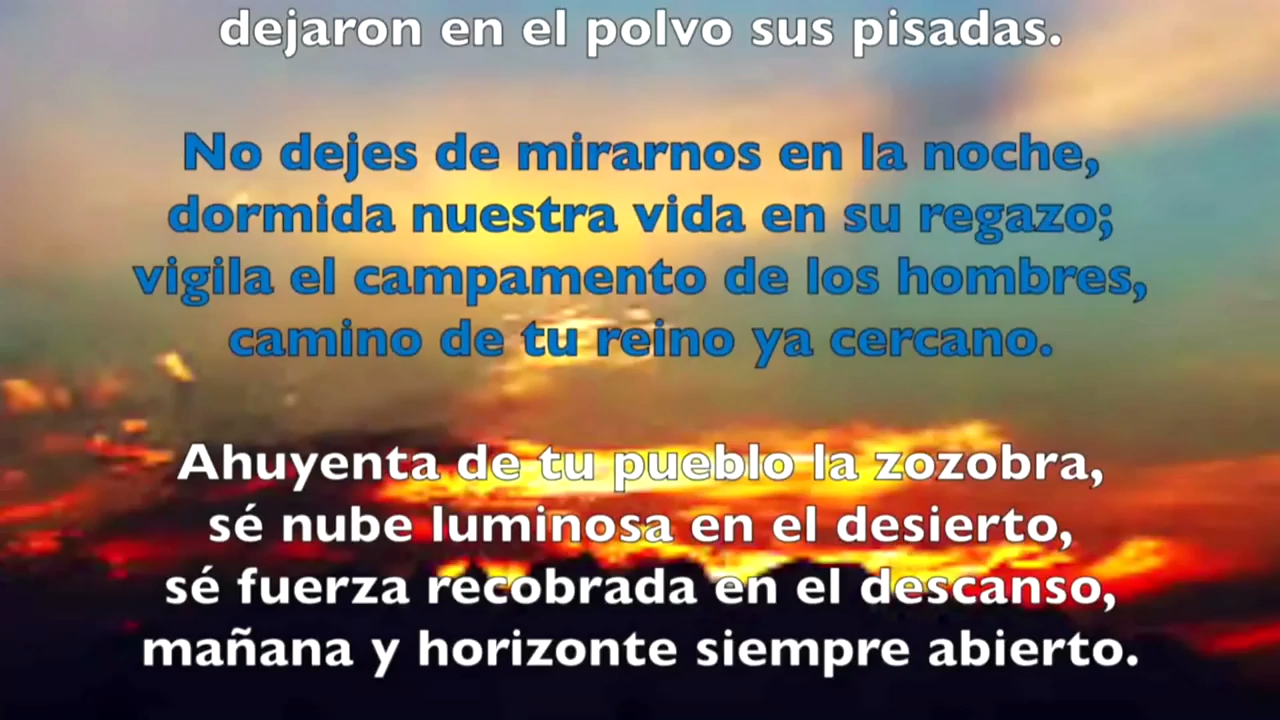 dejaron en el polvo sus pisadas.
No dejes de mirarnos en la noche,
dormida nuestra vida en su regazo;
vigila el campamento de los hombres,
camino de tu reino ya cercano.
Ahuyenta de tu pueblo la zozobra,
sé nube luminosa en el desierto,
sé fuerza recobrada en el descanso,
mañana y horizonte siempre abierto.